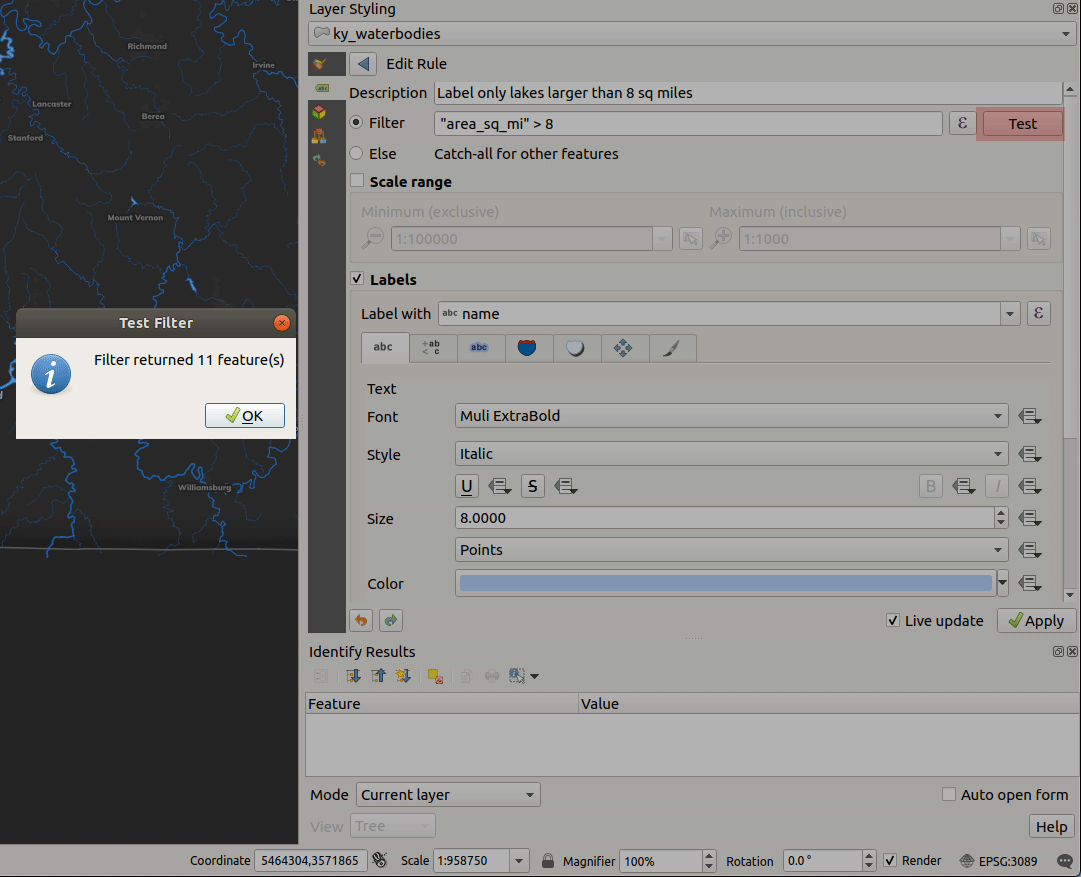 Layer Styling
ky_waterbodies
Edit Rule
Description Label only lakes larger than 8 sq miles
Filter "area_sq_mi" > 8 ε Test
Else Catch-all for other features
Scale range
Minimum (exclusive) Maximum (inclusive)
1:100000 1:1000
Labels
Label with abc name ε
abc +ab < c abc
Text
Font Muli ExtraBold
Style Italic
U S B I
Size 8.0000
Points
Color
Live update Apply
Identify Results
Feature Value
Mode Current layer Auto open form
View Tree Help
Coordinate 5464304,3571865 Scale 1:958750 Magnifier 100% Rotation 0.0 ° Render EPSG:3089
Richmond
Irvine
Lancaster
Berea
Stanford
Mount Vernon
Test Filter
Filter returned 11 feature(s)
OK
Williamsburg